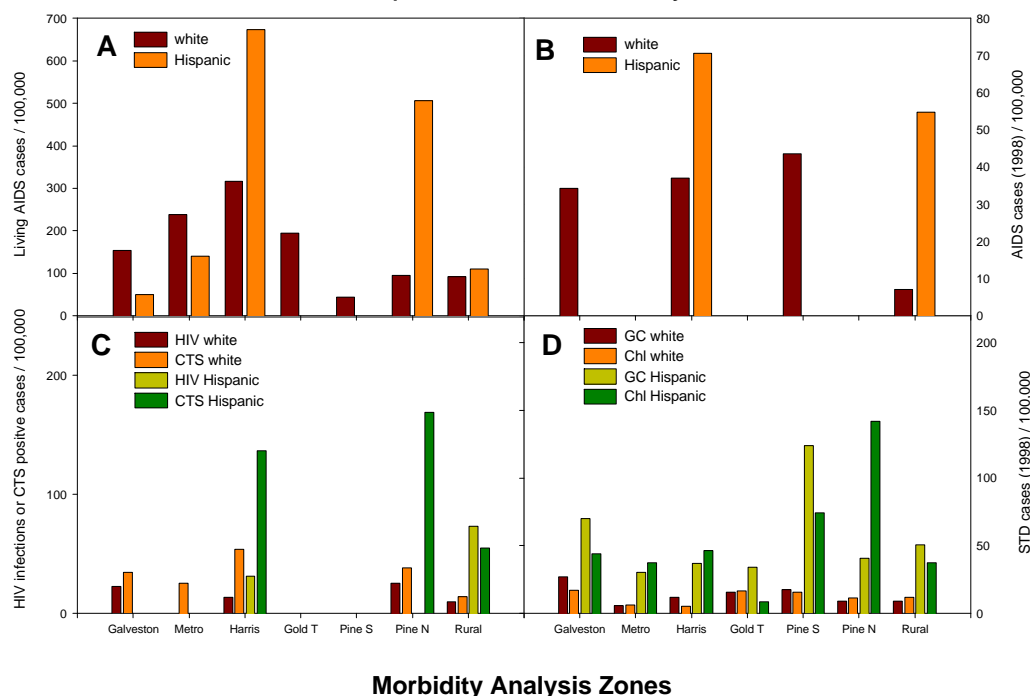 700
600
500
400
300
200
100
0
Living AIDS cases / 100,000
A
white
Hispanic
B
white
Hispanic
80
70
60
50
40
30
20
10
0
AIDS cases (1998) / 100,000
C
HIV white
CTS white
HIV Hispanic
CTS Hispanic
200
100
0
HIV infections or CTS positive cases / 100,000
D
GC white
Chl white
GC Hispanic
Chl Hispanic
200
150
100
50
0
STD cases (1998) / 100,000
Galveston Metro Harris Gold T Pine S Pine N Rural
Galveston Metro Harris Gold T Pine S Pine N Rural
Morbidity Analysis Zones